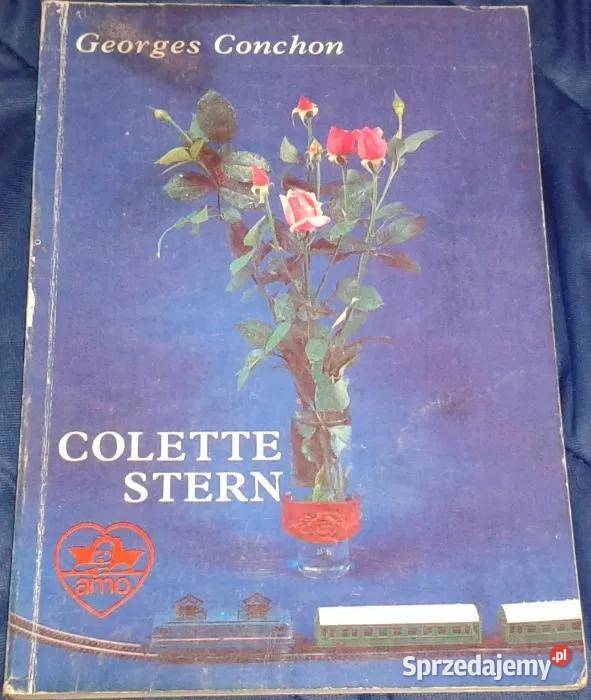 Georges Conchon
COLETTE
STERN
amo
Sprzedajemy.pl